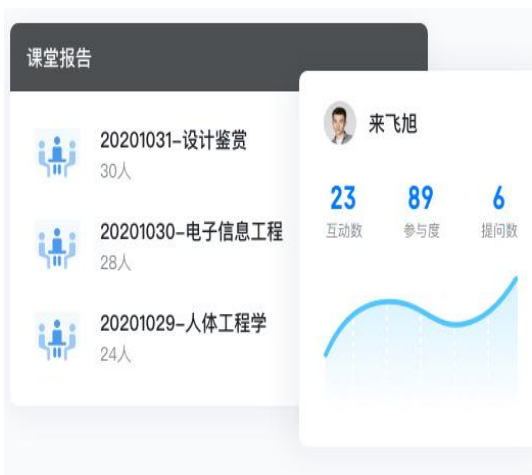 课堂报告
20201031-设计鉴赏
30人
20201030-电子信息工程
28人
20201029-人体工程学
24人
来飞旭
23 89 6
互动数 参与度 提问数